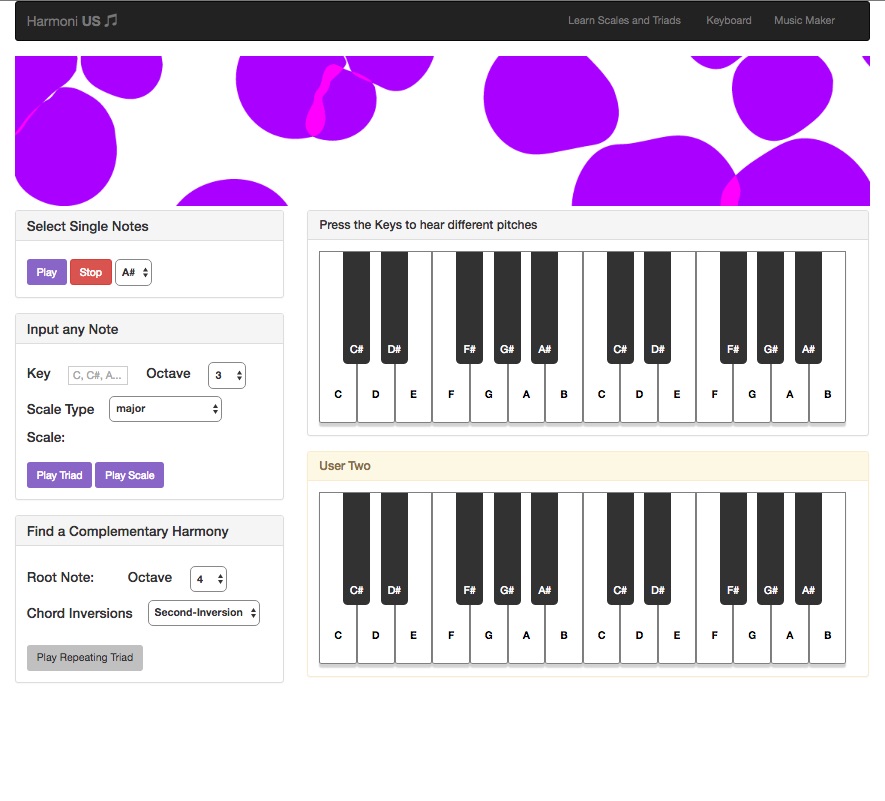 Harmoni US Learn Scales and Triads Keyboard Music Maker
Select Single Notes
Play Stop A#
Input any Note
Key C, C#, A... Octave 3
Scale Type major
Scale:
Play Triad Play Scale
Find a Complementary Harmony
Root Note: Octave 4
Chord Inversions Second-Inversion
Play Repeating Triad
Press the Keys to hear different pitches
C# D# F# G# A# C# D# F# G# A#
C D E F G A B C D E F G A B
User Two
C# D# F# G# A# C# D# F# G# A#
C D E F G A B C D E F G A B